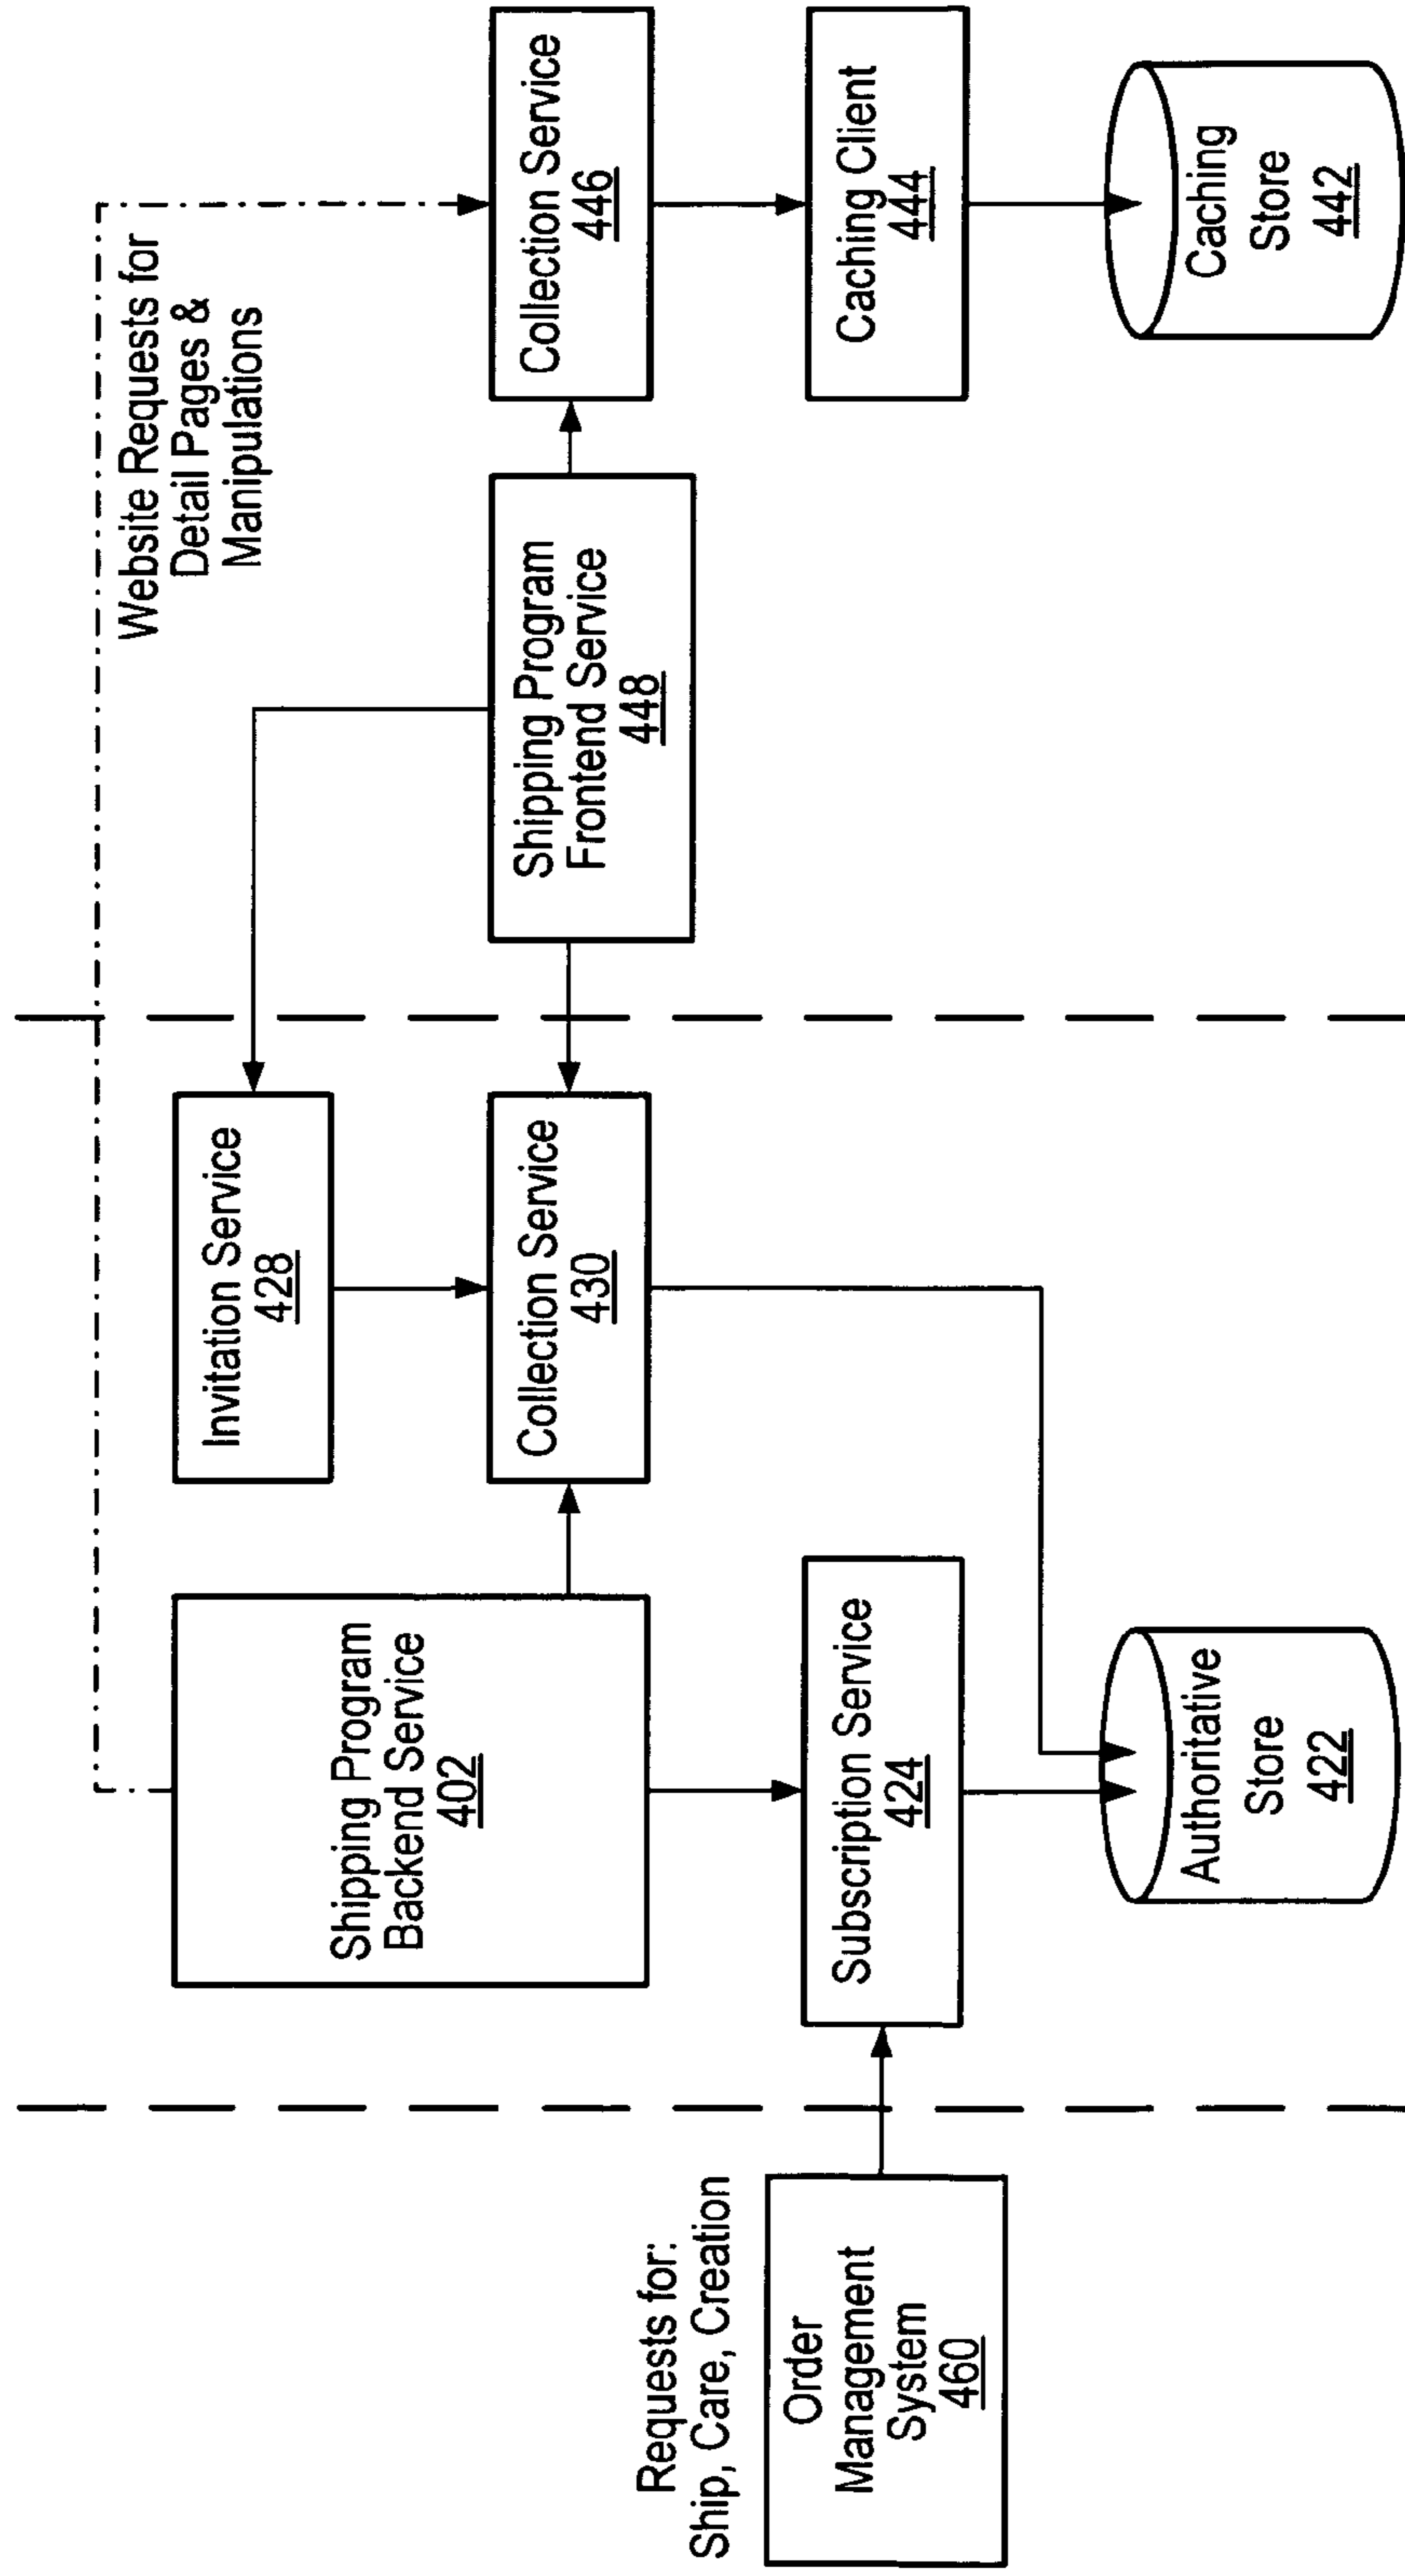 Website Requests for
Detail Pages &
Manipulations
Shipping Program
Backend Service
402
Invitation Service
428
Collection Service
430
Shipping Program
Frontend Service
448
Collection Service
446
Requests for:
Ship, Care, Creation
Order
Management
System
460
Subscription Service
424
Caching Client
444
Authoritative
Store
422
Caching
Store
442